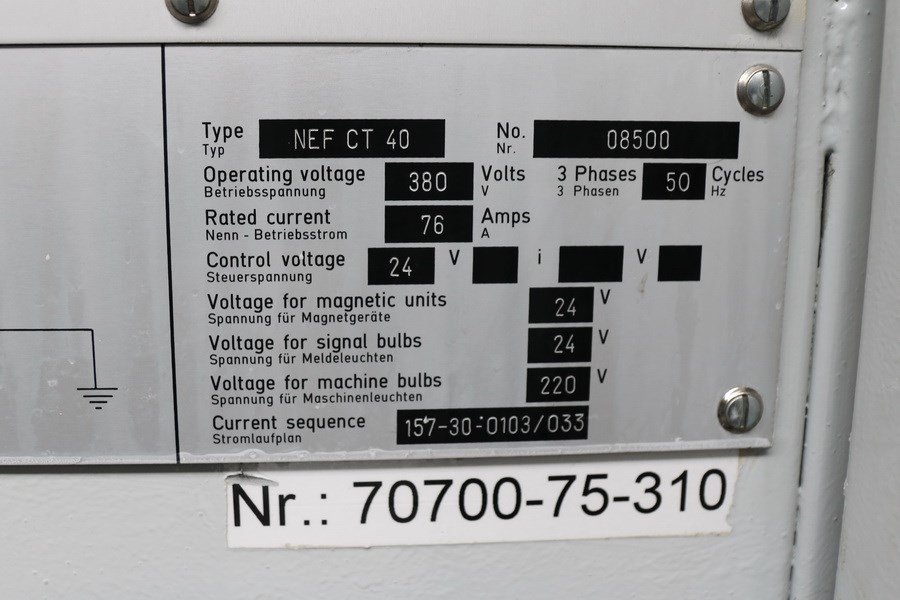 Type NEF CT 40 No. 08500
Typ Nr.
Operating voltage 380 Volts 3 Phases 50 Cycles
Betriebsspannung V 3 Phasen Hz
Rated current 76 Amps
Nenn - Betriebsstrom A
Control voltage 24 V i V
Steuerspannung
Voltage for magnetic units 24 V
Spannung für Magnetgeräte
Voltage for signal bulbs 24 V
Spannung für Meldeleuchten
Voltage for machine bulbs 220 V
Spannung für Maschinenleuchten
Current sequence 157-30-0103/033
Stromlaufplan
Nr.: 70700-75-310